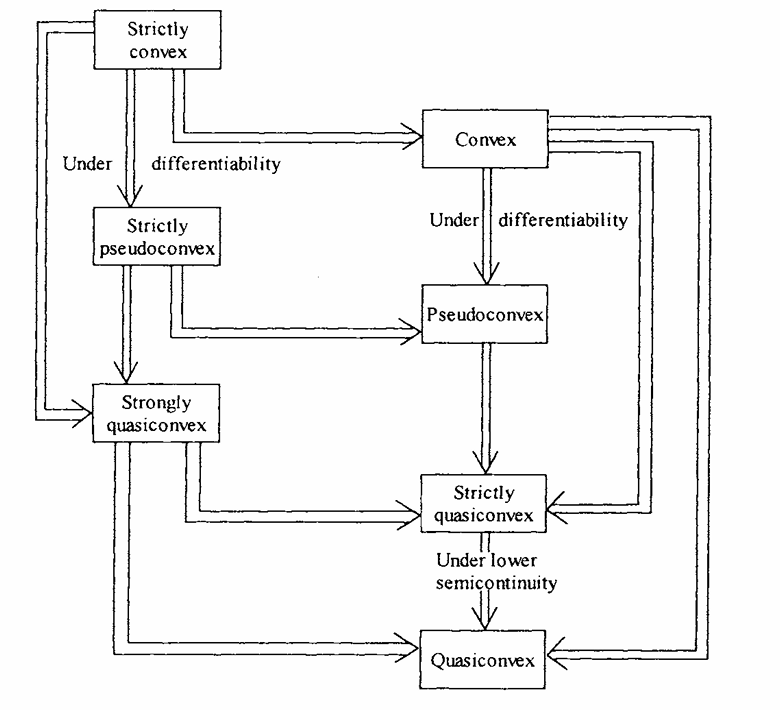 Strictly
convex
Convex
Under differentiability
Strictly
pseudoconvex
Under differentiability
Pseudoconvex
Strongly
quasiconvex
Strictly
quasiconvex
Under lower
semicontinuity
Quasiconvex